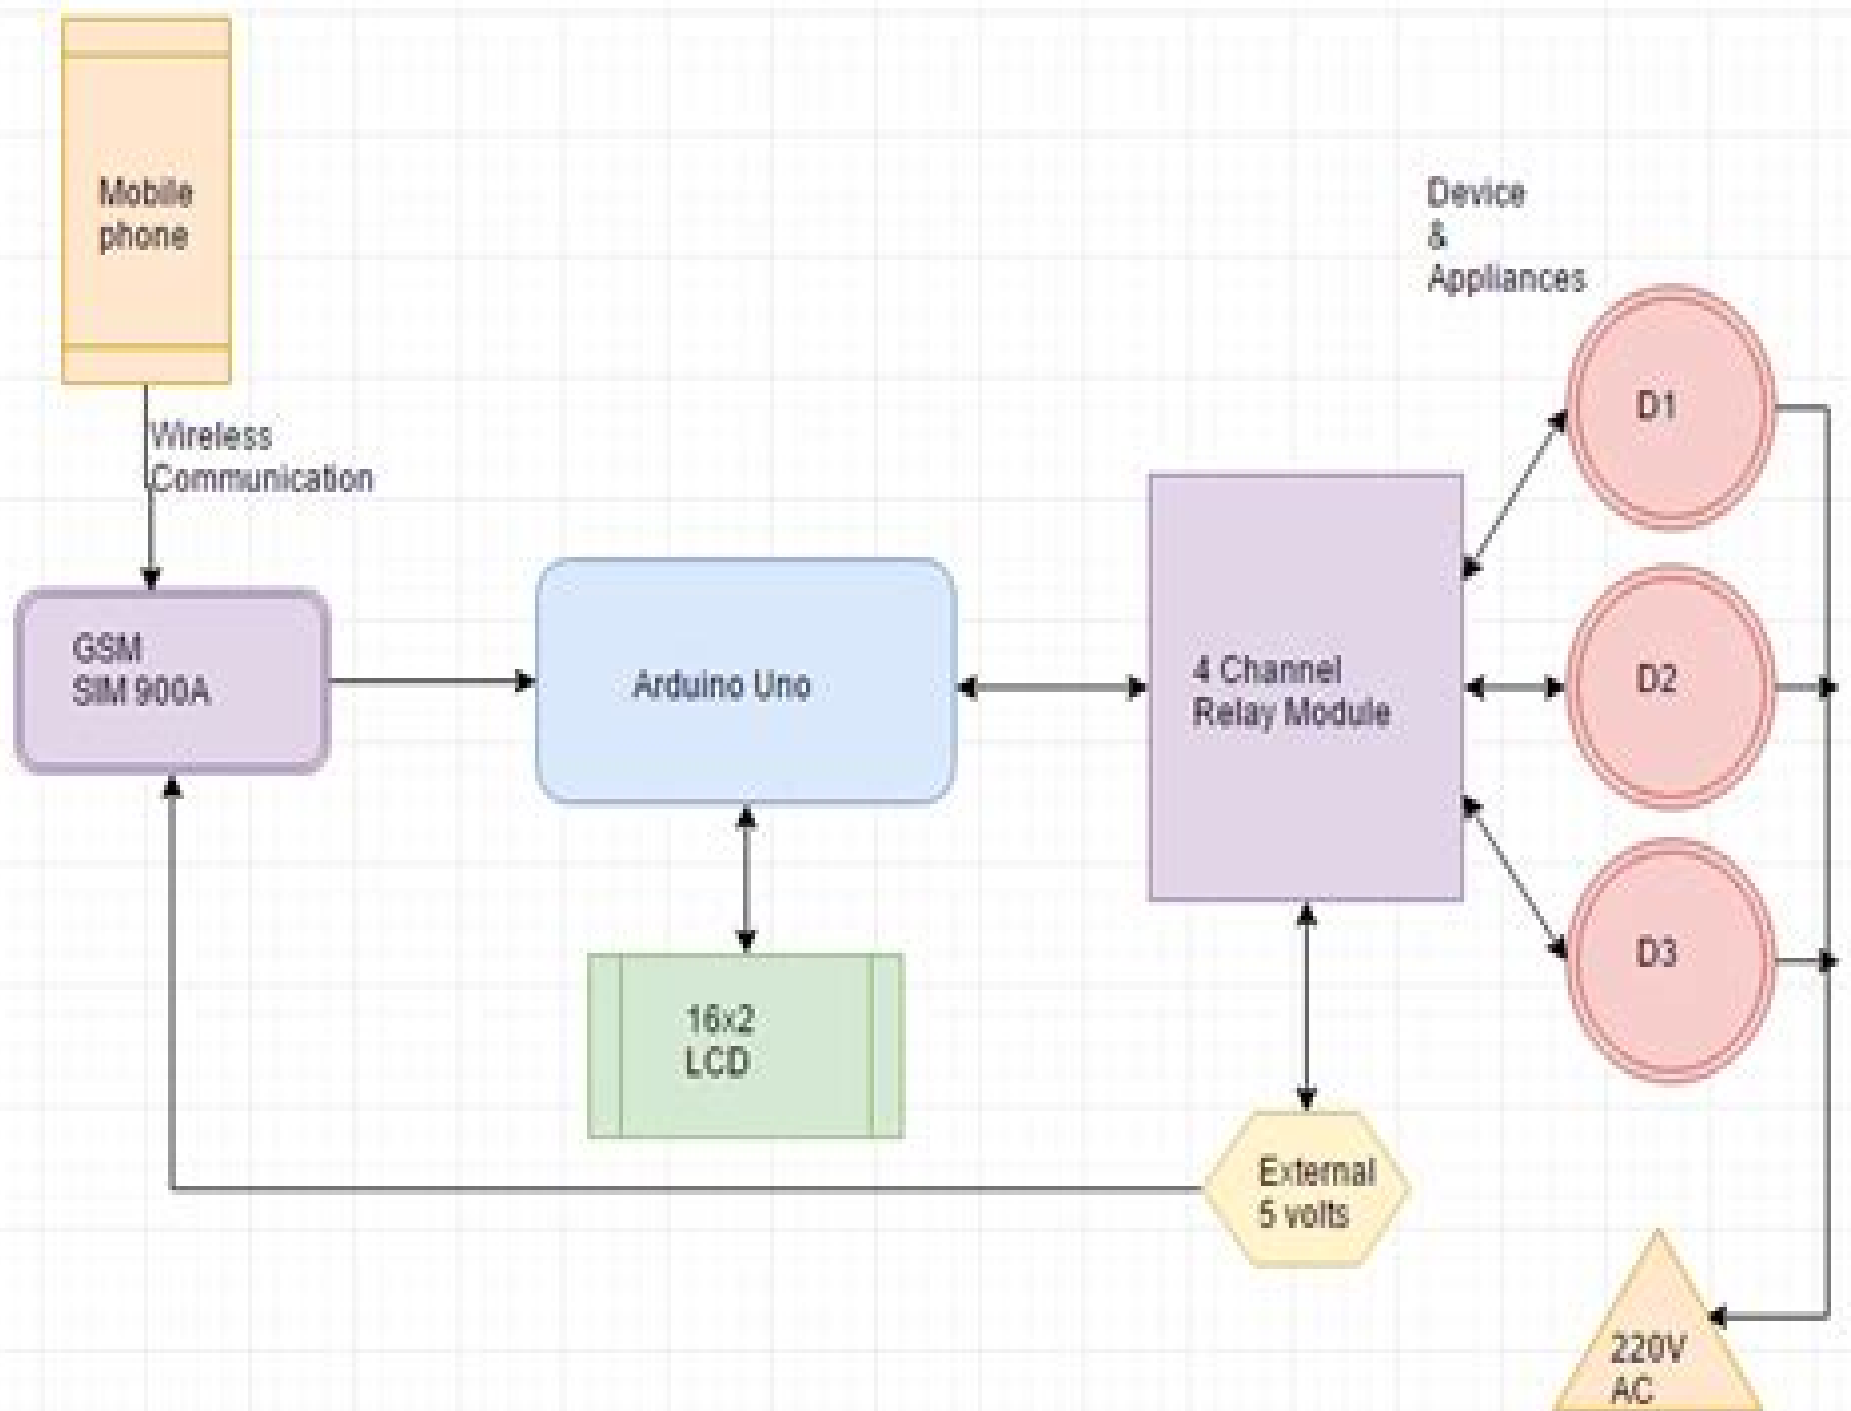 Mobile
phone
Wireless
Communication
GSM
SIM 900A
Arduino Uno
16x2
LCD
4 Channel
Relay Module
Device
&
Appliances
D1
D2
D3
External
5 volts
220V
AC